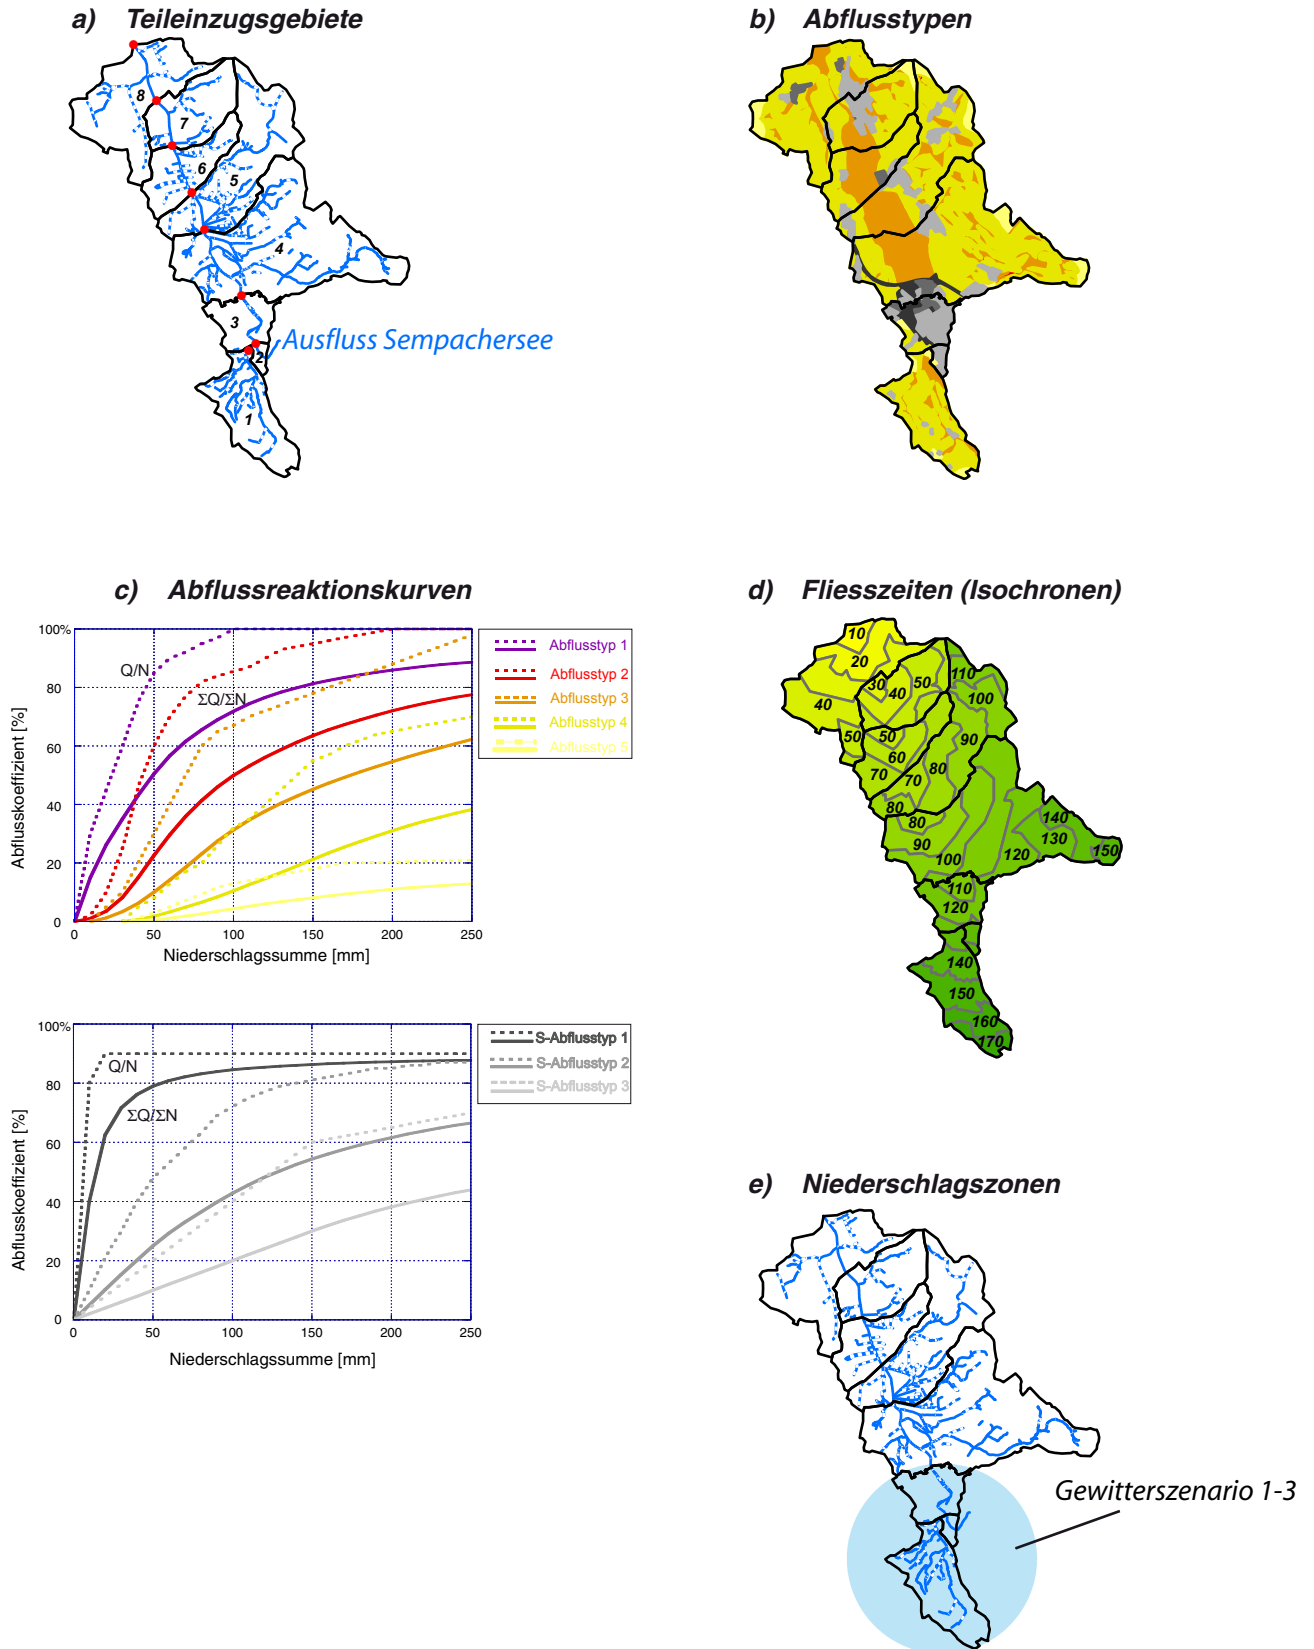 a) Teileinzugsgebiete
8
7
6
5
4
3
2
1
Ausfluss Sempachersee
b) Abflusstypen
c) Abflussreaktionskurven
100%
80
60
40
20
0
0 50 100 150 200 250
Abflusskoeffizient [%]
Niederschlagssumme [mm]
Q/N
ΣQ/ΣN
Abflusstyp 1
Abflusstyp 2
Abflusstyp 3
Abflusstyp 4
Abflusstyp 5
100%
80
60
40
20
0
0 50 100 150 200 250
Abflusskoeffizient [%]
Niederschlagssumme [mm]
Q/N
ΣQ/ΣN
S-Abflusstyp 1
S-Abflusstyp 2
S-Abflusstyp 3
d) Fliesszeiten (Isochronen)
10
20
30
40
50
40
110
100
50
50
60
90
70
70
80
80
80
90
100
120
140
130
150
110
120
140
150
160
170
e) Niederschlagszonen
Gewitterszenario 1-3